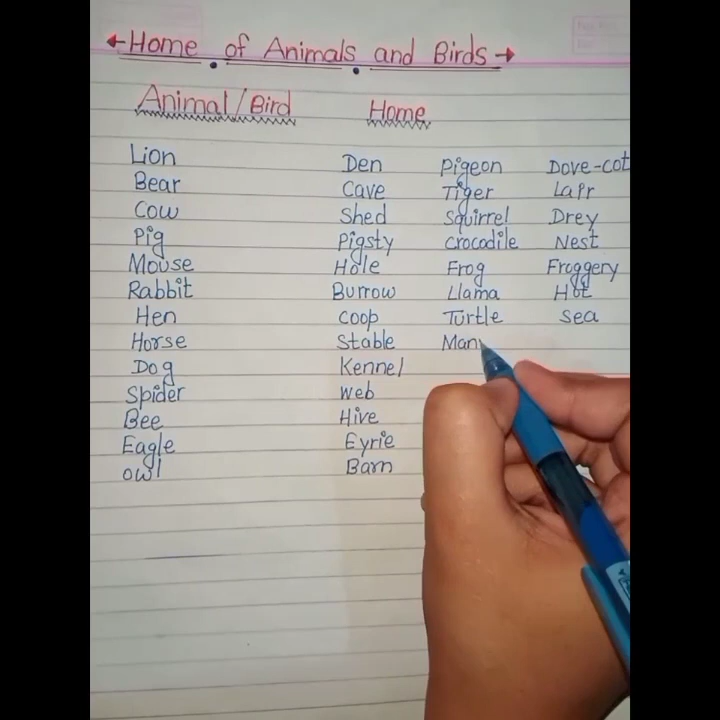 Home of Animals and Birds
Animal/Bird Home
Lion Den Pigeon Dove-cot
Bear Cave Tiger Lair
Cow Shed Squirrel Drey
Pig Pigsty Crocodile Nest
Mouse Hole Frog Froggery
Rabbit Burrow Llama Hot
Hen Coop Turtle Sea
Horse Stable Man
Dog Kennel
Spider Web
Bee Hive
Eagle Eyrie
Owl Barn